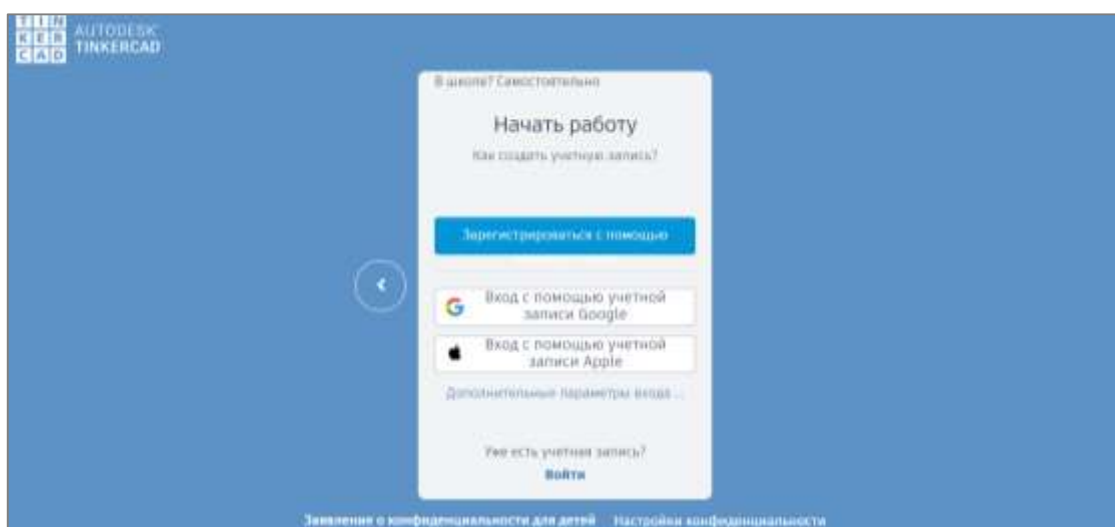 TIN
KER
CAD
AUTODESK
TINKERCAD
В школе? Самостоятельно
Начать работу
Как создать учетную запись?
Зарегистрироваться с помощью
Вход с помощью учетной
записи Google
Вход с помощью учетной
записи Apple
Дополнительные параметры входа ...
Уже есть учетная запись?
Войти
Заявление о конфиденциальности для детей Настройки конфиденциальности